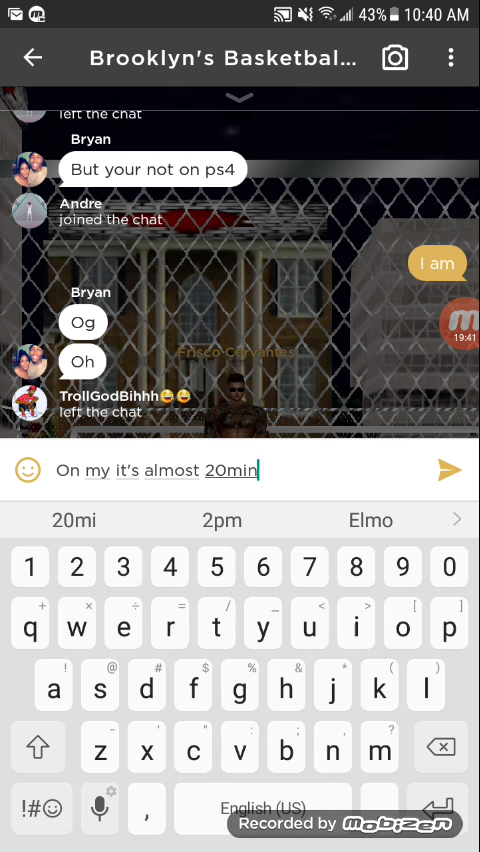 43% 10:40 AM
Brooklyn's Basketbal...
left the chat
Bryan
But your not on ps4
Andre
joined the chat
I am
Bryan
Og
19:41
Frisco Cervantes
Oh
TrollGodBihhh😂😂
left the chat
On my it's almost 20min
20mi 2pm Elmo
1 2 3 4 5 6 7 8 9 0
+ × ÷ = / _ < > [ ]
q w e r t y u i o p
! @ # $ % & * ( )
a s d f g h j k l
- ' " : ; , ?
z x c v b n m
!#☺ , English (US)
Recorded by mobizen